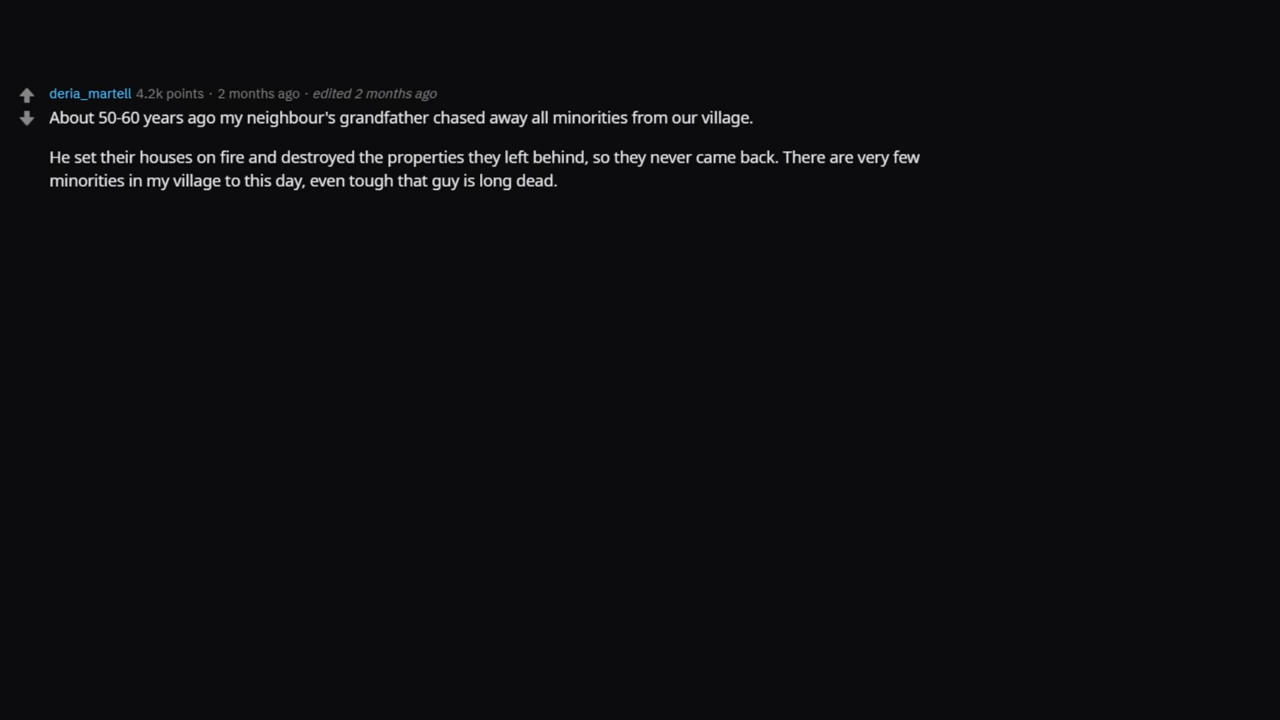 deria_martell 4.2k points · 2 months ago · edited 2 months ago
About 50-60 years ago my neighbour's grandfather chased away all minorities from our village.
He set their houses on fire and destroyed the properties they left behind, so they never came back. There are very few
minorities in my village to this day, even tough that guy is long dead.